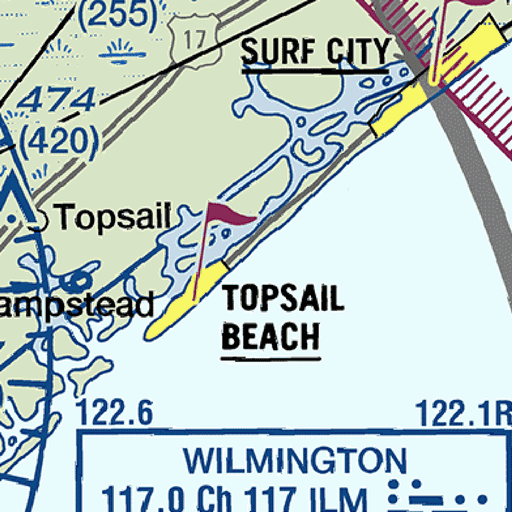 (255)
17
SURF CITY
474
(420)
Topsail
TOPSAIL
BEACH
ampstead
122.6
122.1R
WILMINGTON
117.0 Ch 117 ILM